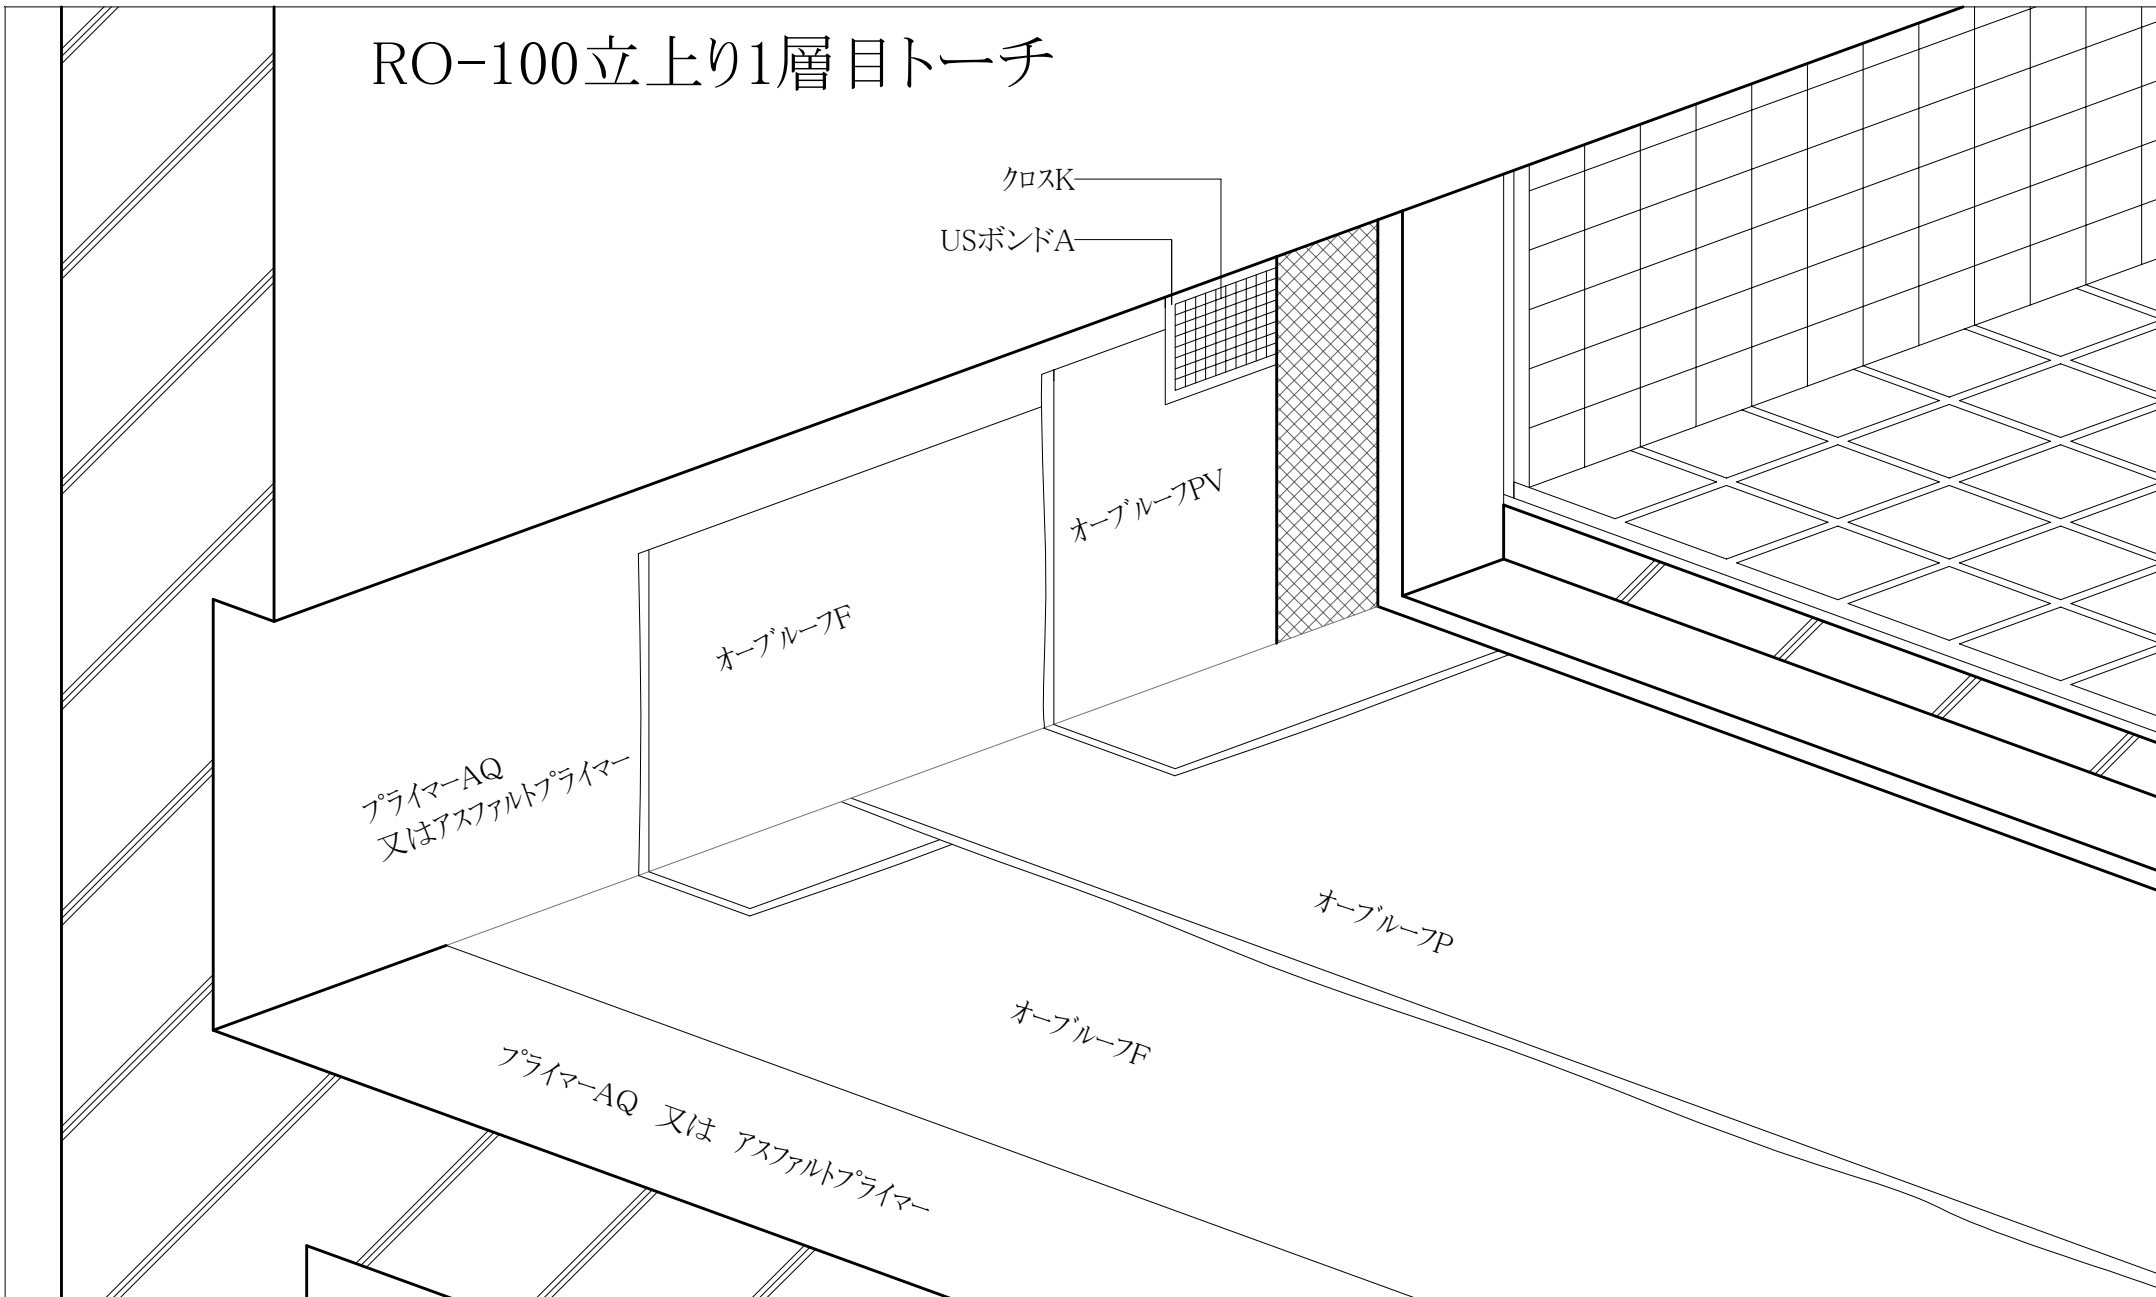 RO-100立上り1層目トーチ
クロスK
USボンドA
オーブルーフPV
オーブルーフF
プライマーAQ
又はアスファルトプライマー
オーブルーフP
オーブルーフF
プライマーAQ 又は アスファルトプライマー